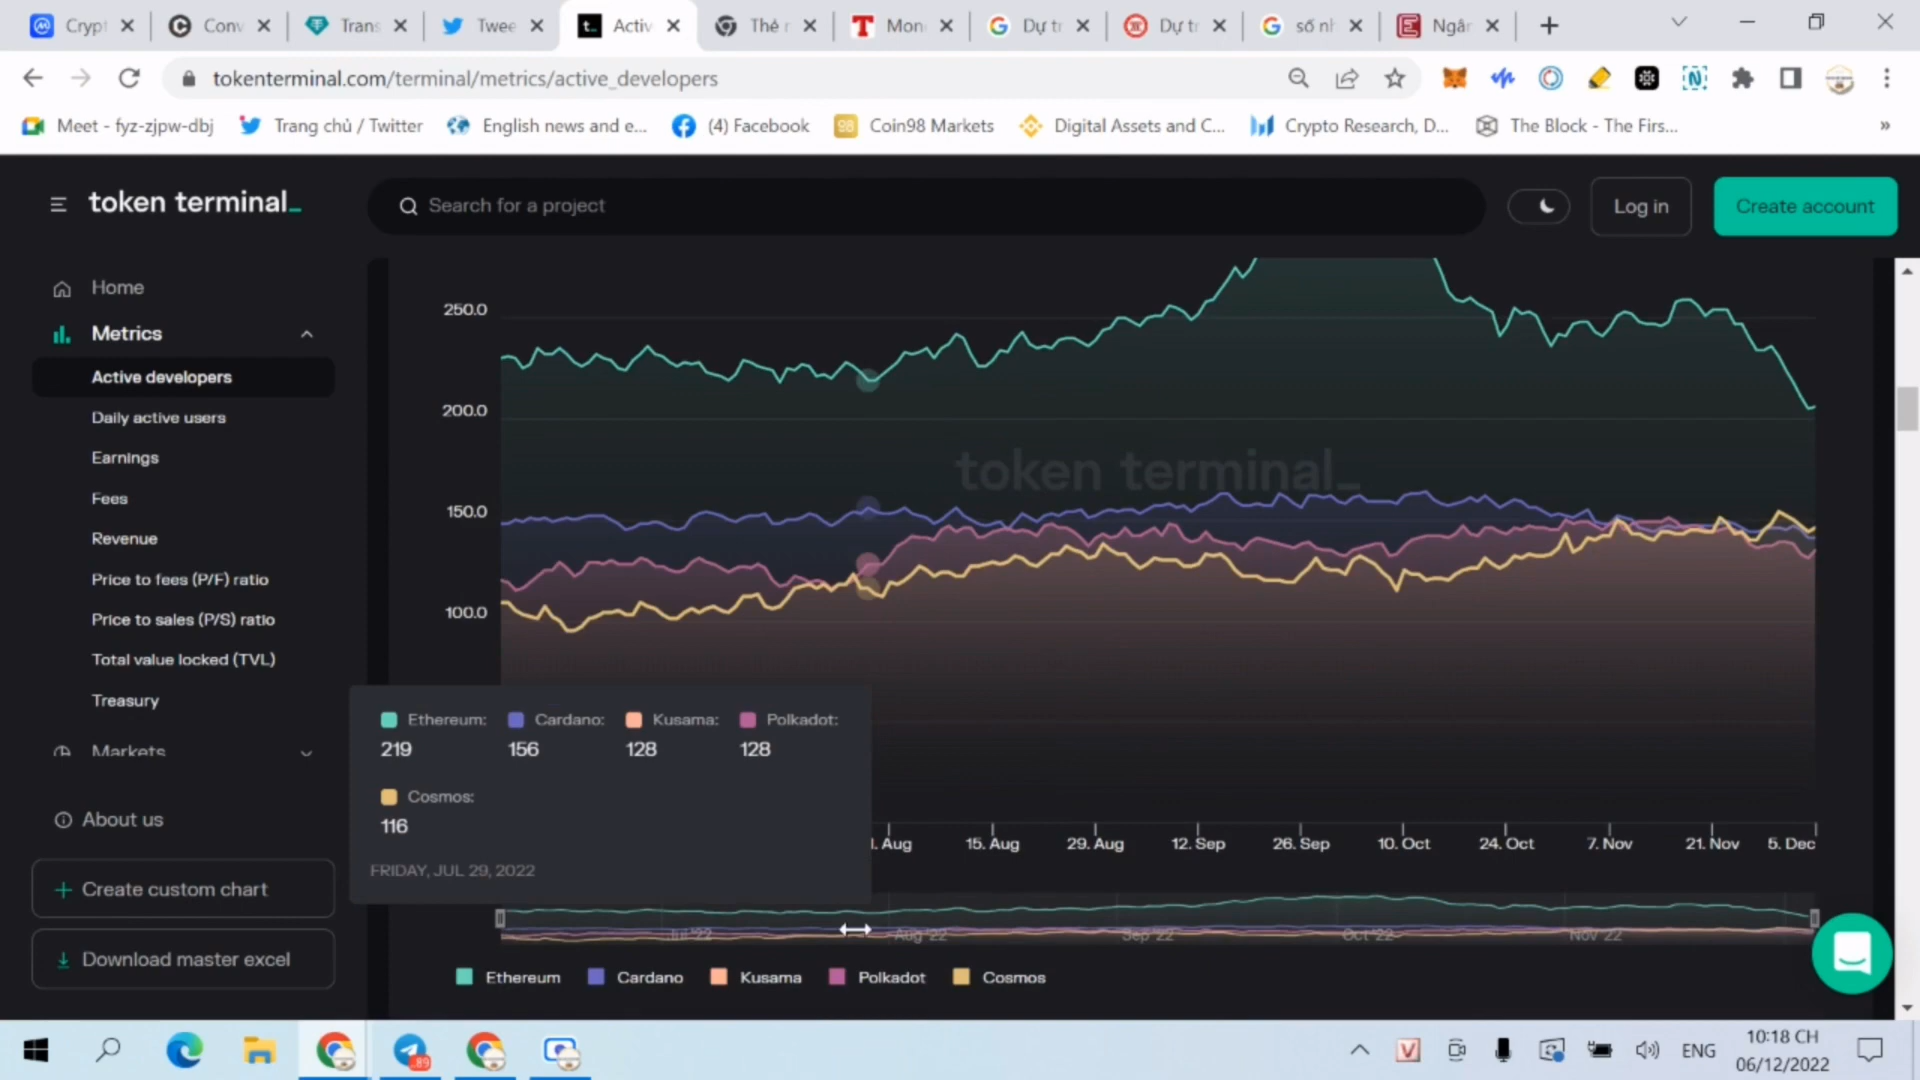 Crypt
Conv
Trans
Twee
Activ
Thẻ r
Mon
Dự tr
Dự tr
số nh
Ngân
tokenterminal.com/terminal/metrics/active_developers
Meet - fyz-zjpw-dbj
Trang chủ / Twitter
English news and e...
(4) Facebook
Coin98 Markets
Digital Assets and C...
Crypto Research, D...
The Block - The Firs...
token terminal_
Search for a project
Log in
Create account
Home
Metrics
Active developers
Daily active users
Earnings
Fees
Revenue
Price to fees (P/F) ratio
Price to sales (P/S) ratio
Total value locked (TVL)
Treasury
Markets
About us
+ Create custom chart
Download master excel
250.0
200.0
150.0
100.0
token terminal_
Ethereum: Cardano: Kusama: Polkadot:
219 156 128 128
Cosmos:
116
FRIDAY, JUL 29, 2022
1. Aug 15. Aug 29. Aug 12. Sep 26. Sep 10. Oct 24. Oct 7. Nov 21. Nov 5. Dec
Jul '22 Aug '22 Sep '22 Oct '22 Nov '22
Ethereum Cardano Kusama Polkadot Cosmos
89
ENG
10:18 CH
06/12/2022